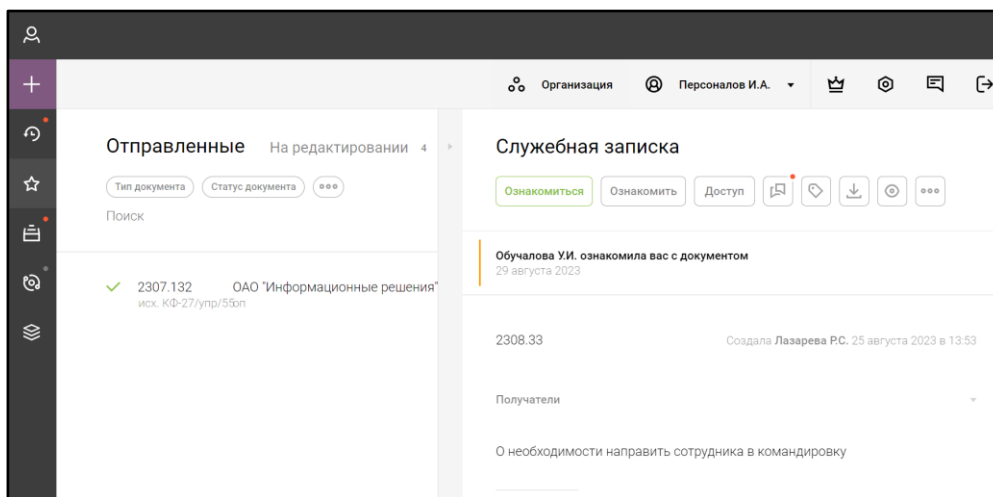 Организация
Персоналов И.А.
Отправленные На редактировании 4
Тип документа Статус документа
Поиск
2307.132 ОАО "Информационные решения"
исх. КФ-27/упр/55оп
Служебная записка
Ознакомиться Ознакомить Доступ
Обучалова У.И. ознакомила вас с документом
29 августа 2023
2308.33 Создала Лазарева Р.С. 25 августа 2023 в 13:53
Получатели
О необходимости направить сотрудника в командировку